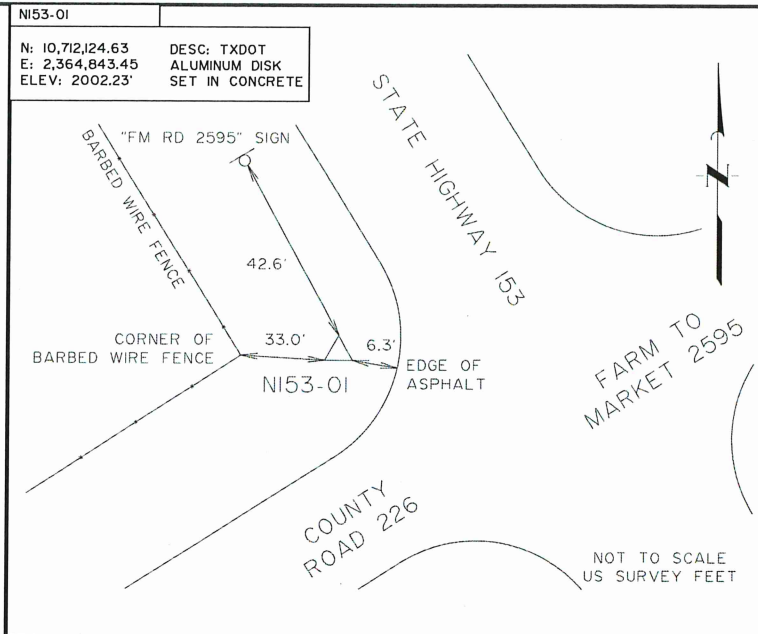 N153-01
N: 10,712,124.63
E: 2,364,843.45
ELEV: 2002.23'
DESC: TXDOT
ALUMINUM DISK
SET IN CONCRETE
"FM RD 2595" SIGN
BARBED WIRE FENCE
STATE HIGHWAY 153
N
42.6'
CORNER OF
BARBED WIRE FENCE
33.0'
6.3'
N153-01
EDGE OF
ASPHALT
FARM TO
MARKET 2595
COUNTY
ROAD 226
NOT TO SCALE
US SURVEY FEET